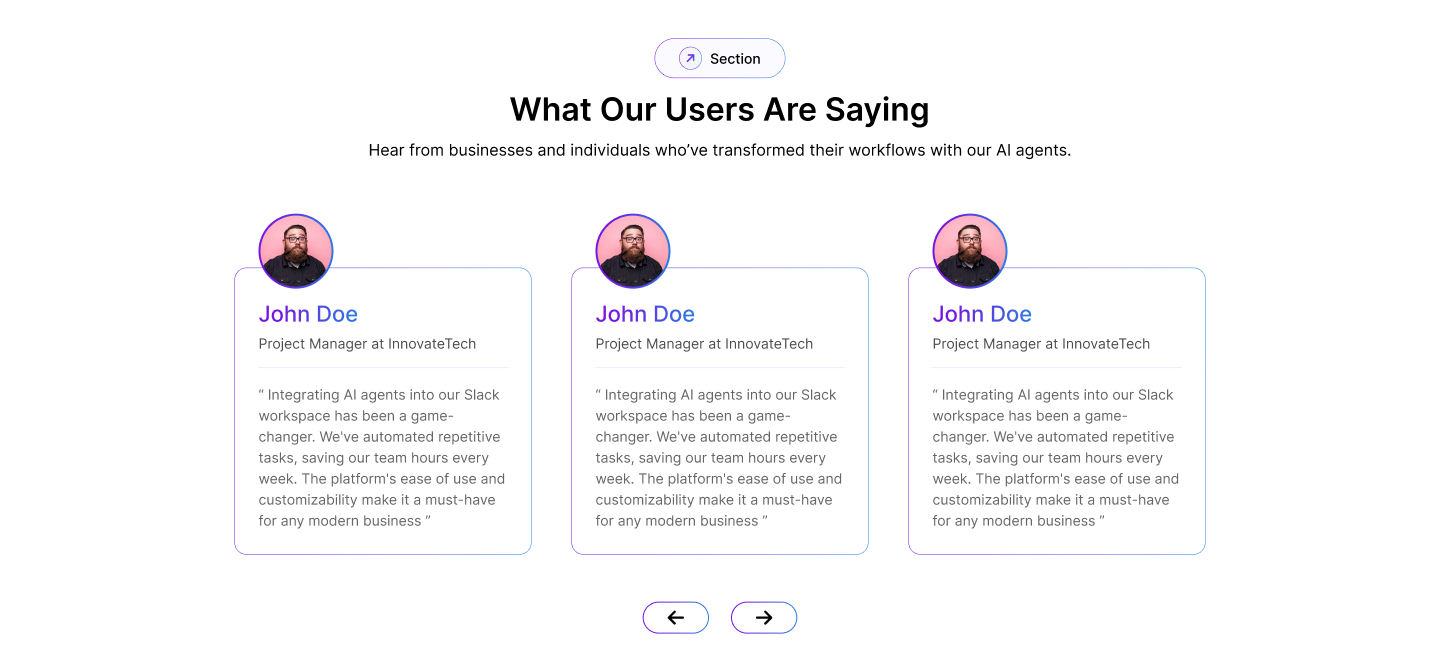 Section
What Our Users Are Saying
Hear from businesses and individuals who’ve transformed their workflows with our AI agents.
John Doe
Project Manager at InnovateTech
“ Integrating AI agents into our Slack
workspace has been a game-
changer. We've automated repetitive
tasks, saving our team hours every
week. The platform's ease of use and
customizability make it a must-have
for any modern business ”
John Doe
Project Manager at InnovateTech
“ Integrating AI agents into our Slack
workspace has been a game-
changer. We've automated repetitive
tasks, saving our team hours every
week. The platform's ease of use and
customizability make it a must-have
for any modern business ”
John Doe
Project Manager at InnovateTech
“ Integrating AI agents into our Slack
workspace has been a game-
changer. We've automated repetitive
tasks, saving our team hours every
week. The platform's ease of use and
customizability make it a must-have
for any modern business ”